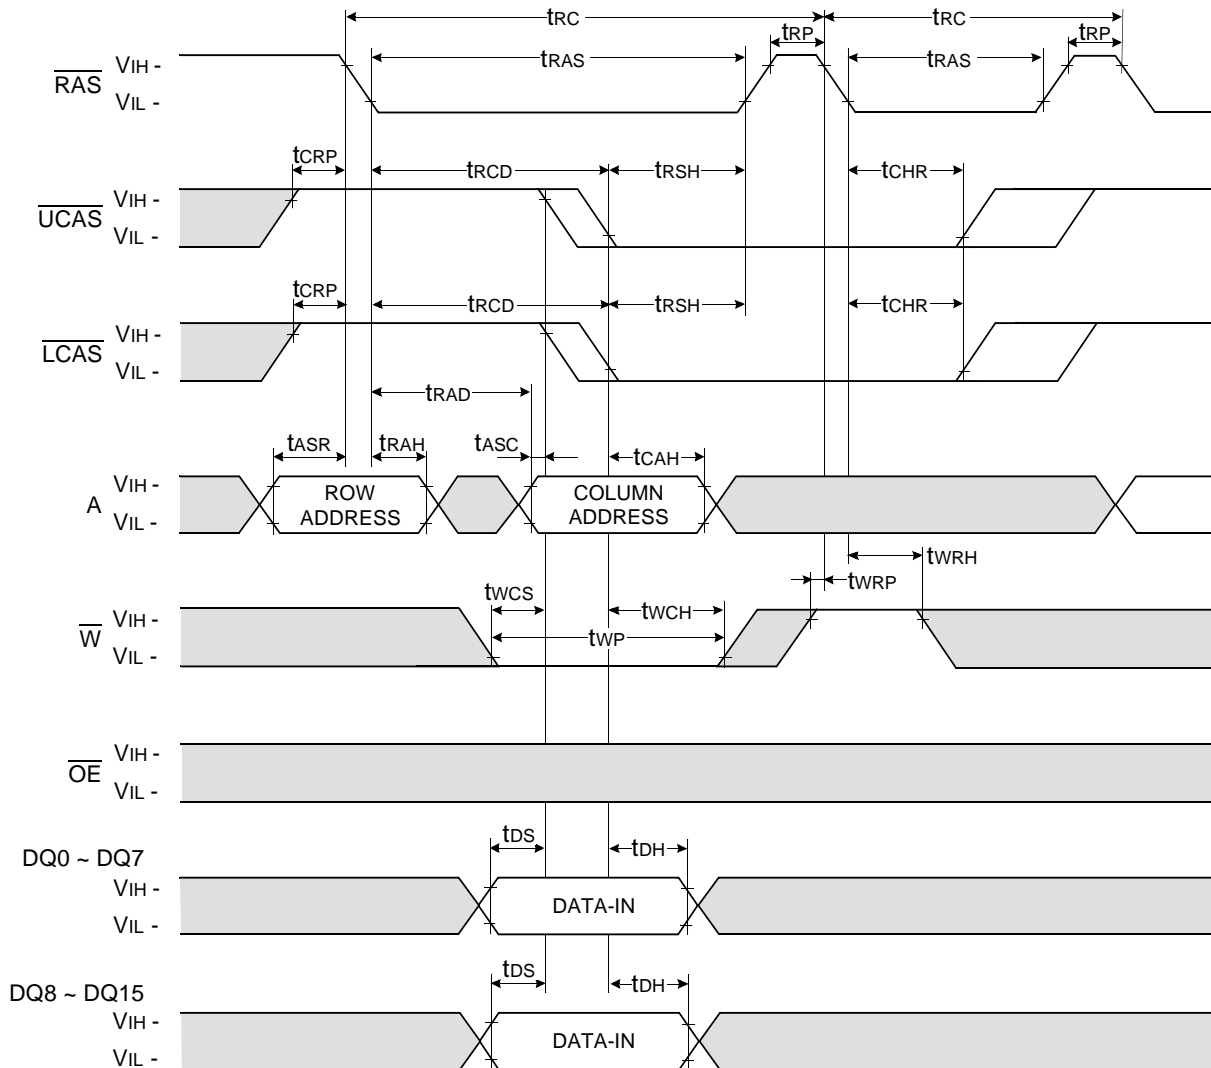 tRC tRC
tRP tRP
tRAS tRAS
RAS VIH -
VIL -
tCRP tRCD tRSH tCHR
UCAS VIH -
VIL -
tCRP tRCD tRSH tCHR
LCAS VIH -
VIL -
tRAD
tASR tRAH tASC tCAH
A VIH -
VIL -
ROW
ADDRESS
COLUMN
ADDRESS
tWRH
tWRP
tWCS tWCH
tWP
W VIH -
VIL -
OE VIH -
VIL -
tDS tDH
DQ0 ~ DQ7
VIH -
VIL -
DATA-IN
tDS tDH
DQ8 ~ DQ15
VIH -
VIL -
DATA-IN